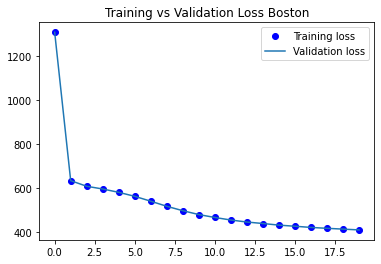 Training vs Validation Loss Boston
Training loss
Validation loss
1200
1000
800
600
400
0.0 2.5 5.0 7.5 10.0 12.5 15.0 17.5